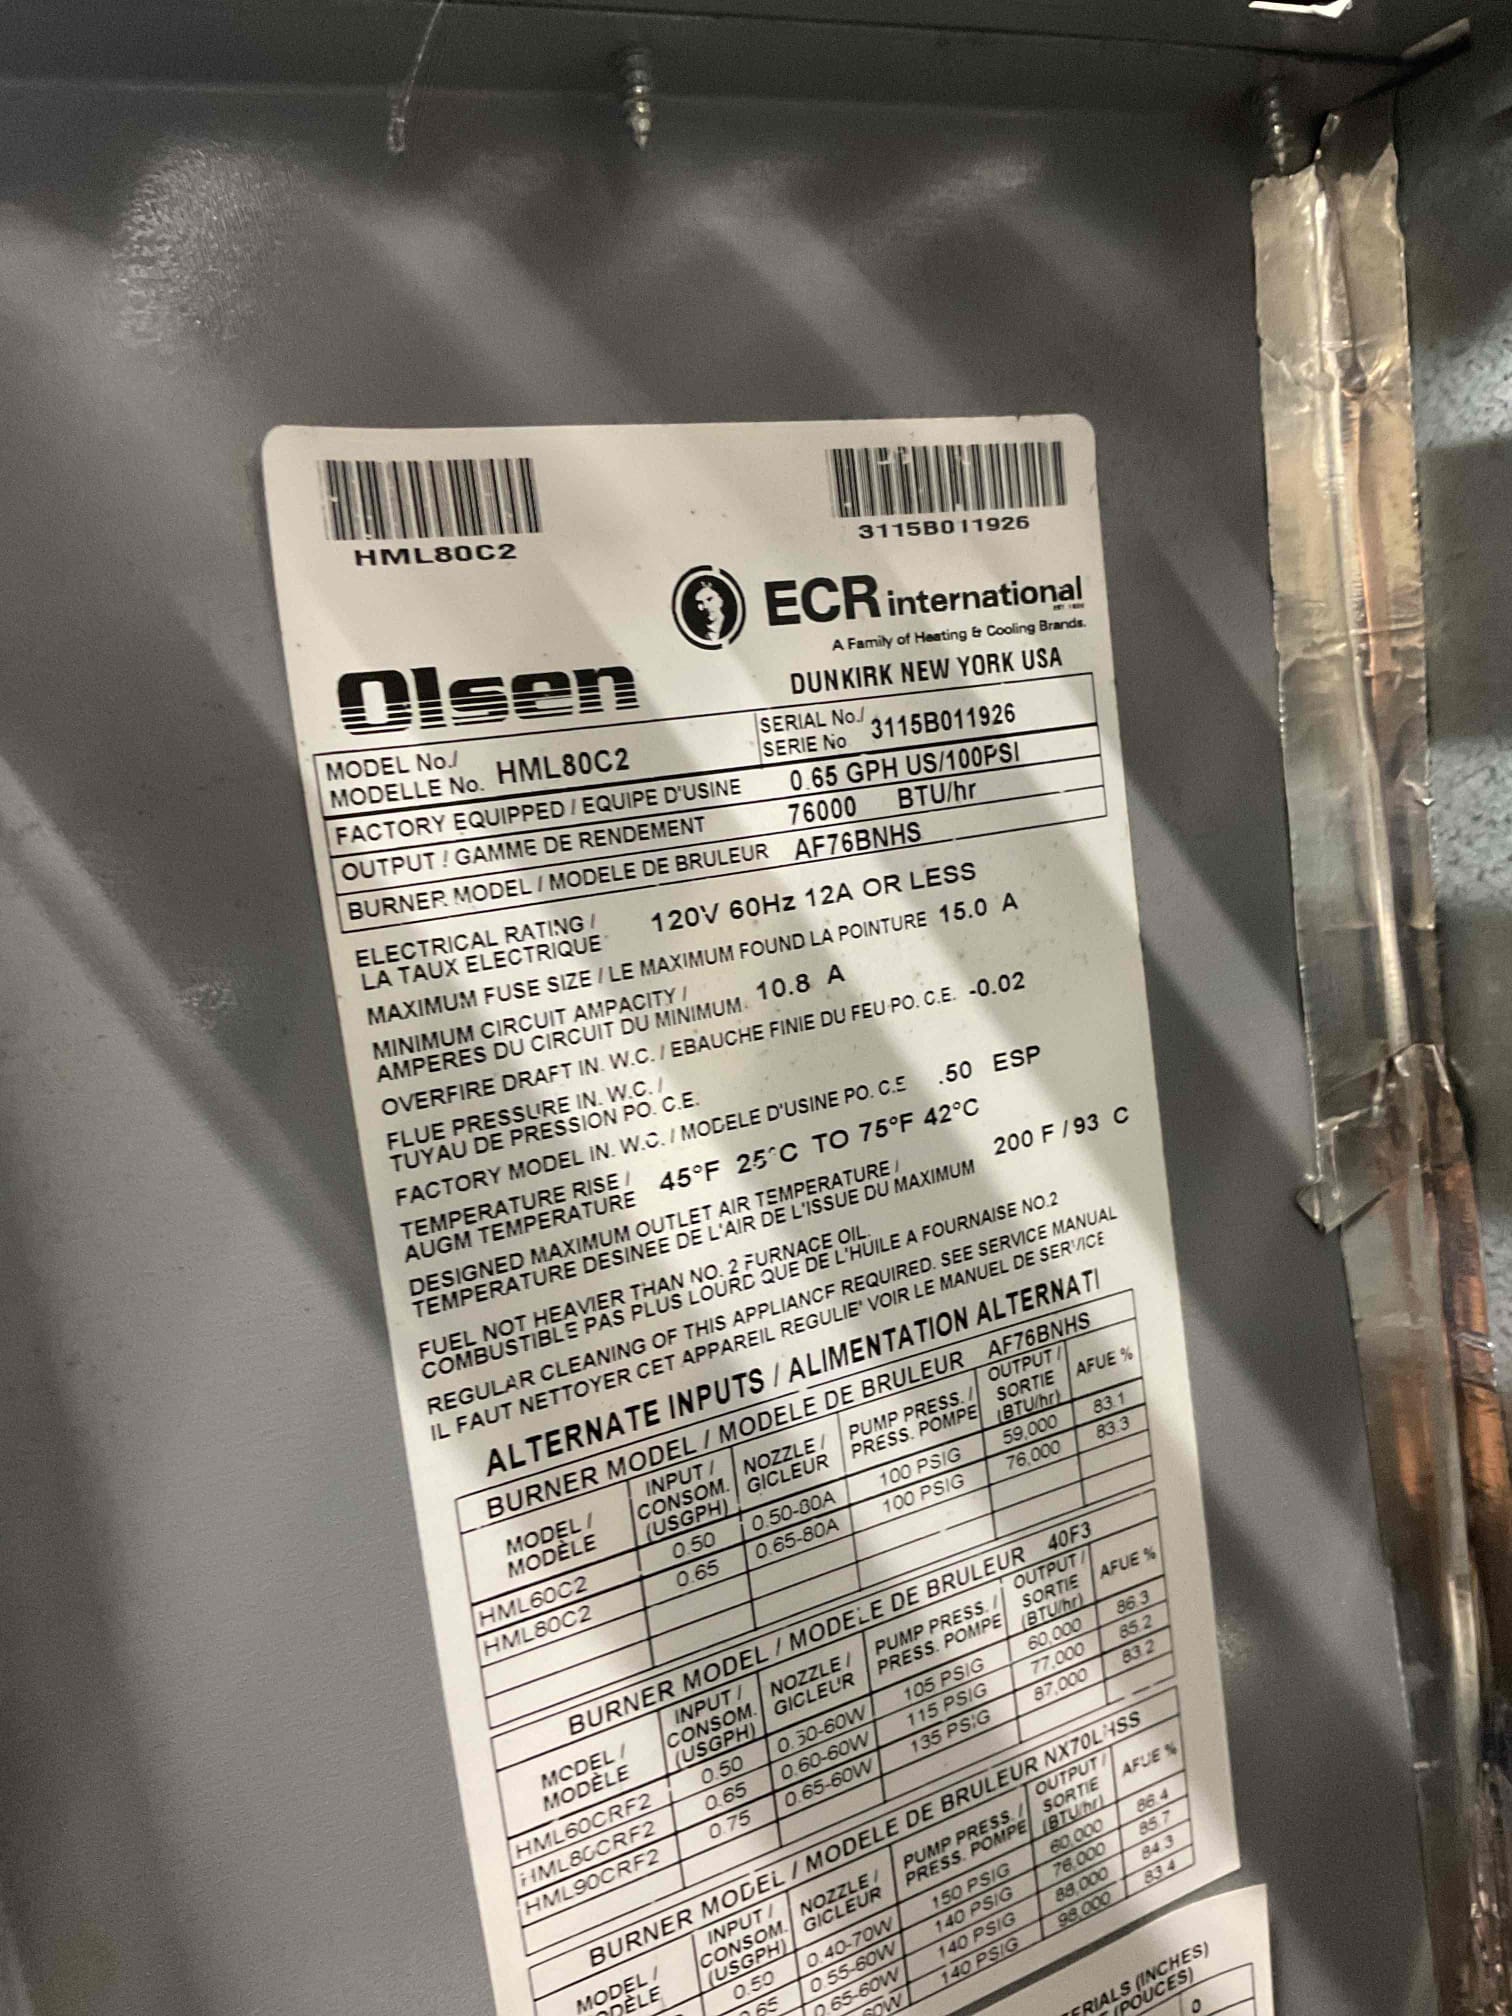 HML80C2
3115B011926
ECR international
A Family of Heating & Cooling Brands.
Olsen
DUNKIRK NEW YORK USA
MODEL No./
MODELLE No. HML80C2
SERIAL No./
SERIE No 3115B011926
FACTORY EQUIPPED / EQUIPE D'USINE 0.65 GPH US/100PSI
OUTPUT / GAMME DE RENDEMENT 76000 BTU/hr
BURNER MODEL / MODELE DE BRULEUR AF76BNHS
ELECTRICAL RATING /
LA TAUX ELECTRIQUE 120V 60Hz 12A OR LESS
MAXIMUM FUSE SIZE / LE MAXIMUM FOUND LA POINTURE 15.0 A
MINIMUM CIRCUIT AMPACITY /
AMPERES DU CIRCUIT DU MINIMUM. 10.8 A
OVERFIRE DRAFT IN. W.C. / EBAUCHE FINIE DU FEU PO. C.E. -0.02
FLUE PRESSURE IN. W.C. /
TUYAU DE PRESSION PO. C.E.
FACTORY MODEL IN. W.C. / MODELE D'USINE PO. C.E .50 ESP
TEMPERATURE RISE /
AUGM TEMPERATURE 45°F 25°C TO 75°F 42°C
DESIGNED MAXIMUM OUTLET AIR TEMPERATURE /
TEMPERATURE DESINEE DE L'AIR DE L'ISSUE DU MAXIMUM 200 F / 93 C
FUEL NOT HEAVIER THAN NO. 2 FURNACE OIL.
COMBUSTIBLE PAS PLUS LOURD QUE DE L'HUILE A FOURNAISE NO.2
REGULAR CLEANING OF THIS APPLIANCE REQUIRED. SEE SERVICE MANUAL
IL FAUT NETTOYER CET APPAREIL REGULIE' VOIR LE MANUEL DE SERVICE
ALTERNATE INPUTS / ALIMENTATION ALTERNATI
BURNER MODEL / MODELE DE BRULEUR AF76BNHS
MODEL /
MODÈLE
INPUT /
CONSOM.
(USGPH)
NOZZLE /
GICLEUR
PUMP PRESS. /
PRESS. POMPE
OUTPUT /
SORTIE
(BTU/hr)
AFUE %
HML60C2 0.50 0.50-80A 100 PSIG 59,000 83.1
HML80C2 0.65 0.65-80A 100 PSIG 76,000 83.3
BURNER MODEL / MODELE DE BRULEUR 40F3
MODEL /
MODÈLE
INPUT /
CONSOM.
(USGPH)
NOZZLE /
GICLEUR
PUMP PRESS. /
PRESS. POMPE
OUTPUT /
SORTIE
(BTU/hr)
AFUE %
HML60CRF2 0.50 0.50-60W 105 PSIG 60,000 86.3
HML80CRF2 0.65 0.60-60W 115 PSIG 77,000 85.2
HML90CRF2 0.75 0.65-60W 135 PSIG 87,000 83.2
BURNER MODEL / MODELE DE BRULEUR NX70LHSS
MODEL /
INPUT /
CONSOM.
(USGPH)
NOZZLE /
GICLEUR
PUMP PRESS. /
PRESS. POMPE
OUTPUT /
SORTIE
(BTU/hr)
AFUE %
0.50 0.40-70W 150 PSIG 60,000 86.4
0.55-60W 140 PSIG 76,000 85.7
0.65-60W 140 PSIG 88,000 84.3
140 PSIG 98,000 83.4
(INCHES)
(POUCES)
0